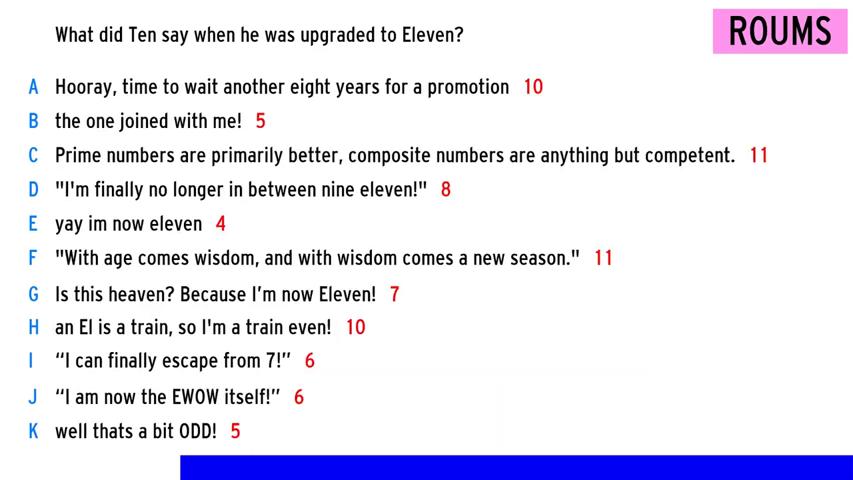 What did Ten say when he was upgraded to Eleven?
ROUMS
A Hooray, time to wait another eight years for a promotion 10
B the one joined with me! 5
C Prime numbers are primarily better, composite numbers are anything but competent. 11
D "I'm finally no longer in between nine eleven!" 8
E yay im now eleven 4
F "With age comes wisdom, and with wisdom comes a new season." 11
G Is this heaven? Because I’m now Eleven! 7
H an El is a train, so I'm a train even! 10
I “I can finally escape from 7!” 6
J “I am now the EWOW itself!” 6
K well thats a bit ODD! 5